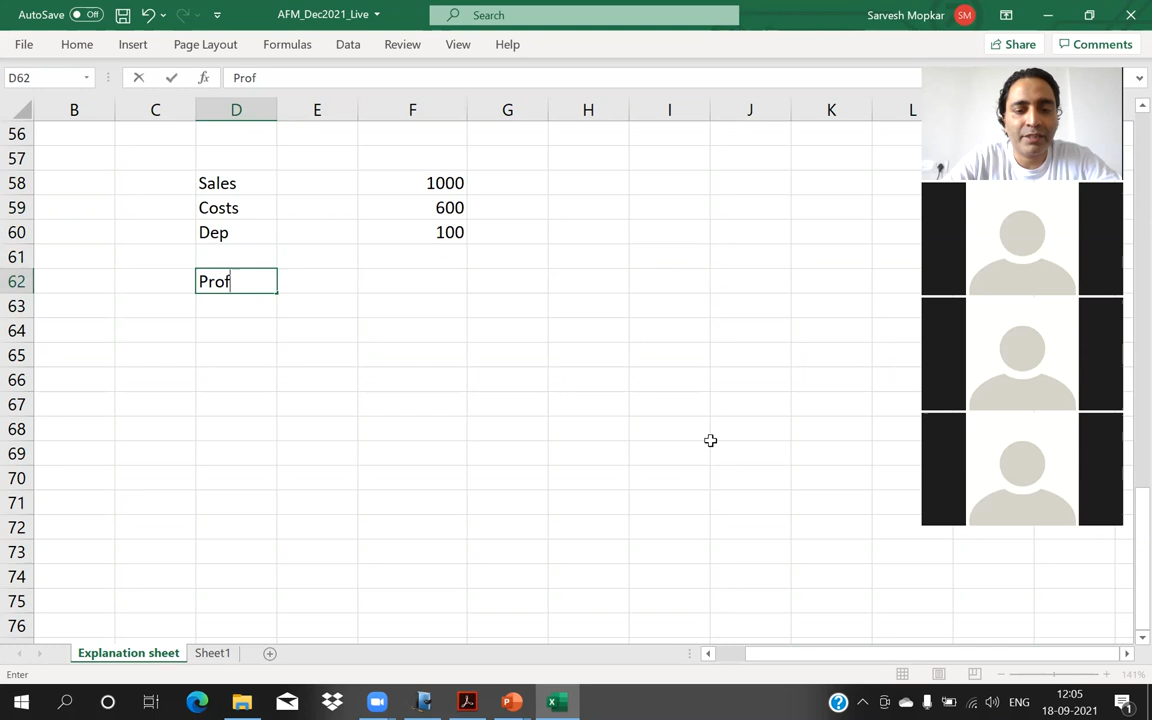 AutoSave Off AFM_Dec2021_Live Search Sarvesh Mopkar SM
File Home Insert Page Layout Formulas Data Review View Help Share Comments
D62 fx Prof
B C D E F G H I J K L
56
57
58 Sales 1000
59 Costs 600
60 Dep 100
61
62 Prof
63
64
65
66
67
68
69
70
71
72
73
74
75
76
Explanation sheet Sheet1
Enter 141%
ENG 12:05
18-09-2021
1